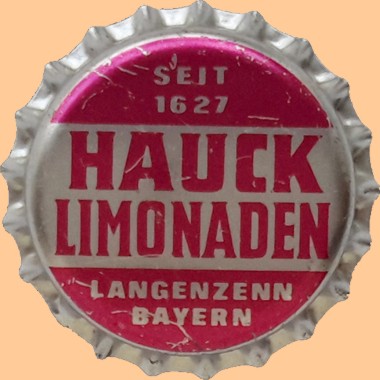 SEIT
1627
HAUCK
LIMONADEN
LANGENZENN
BAYERN